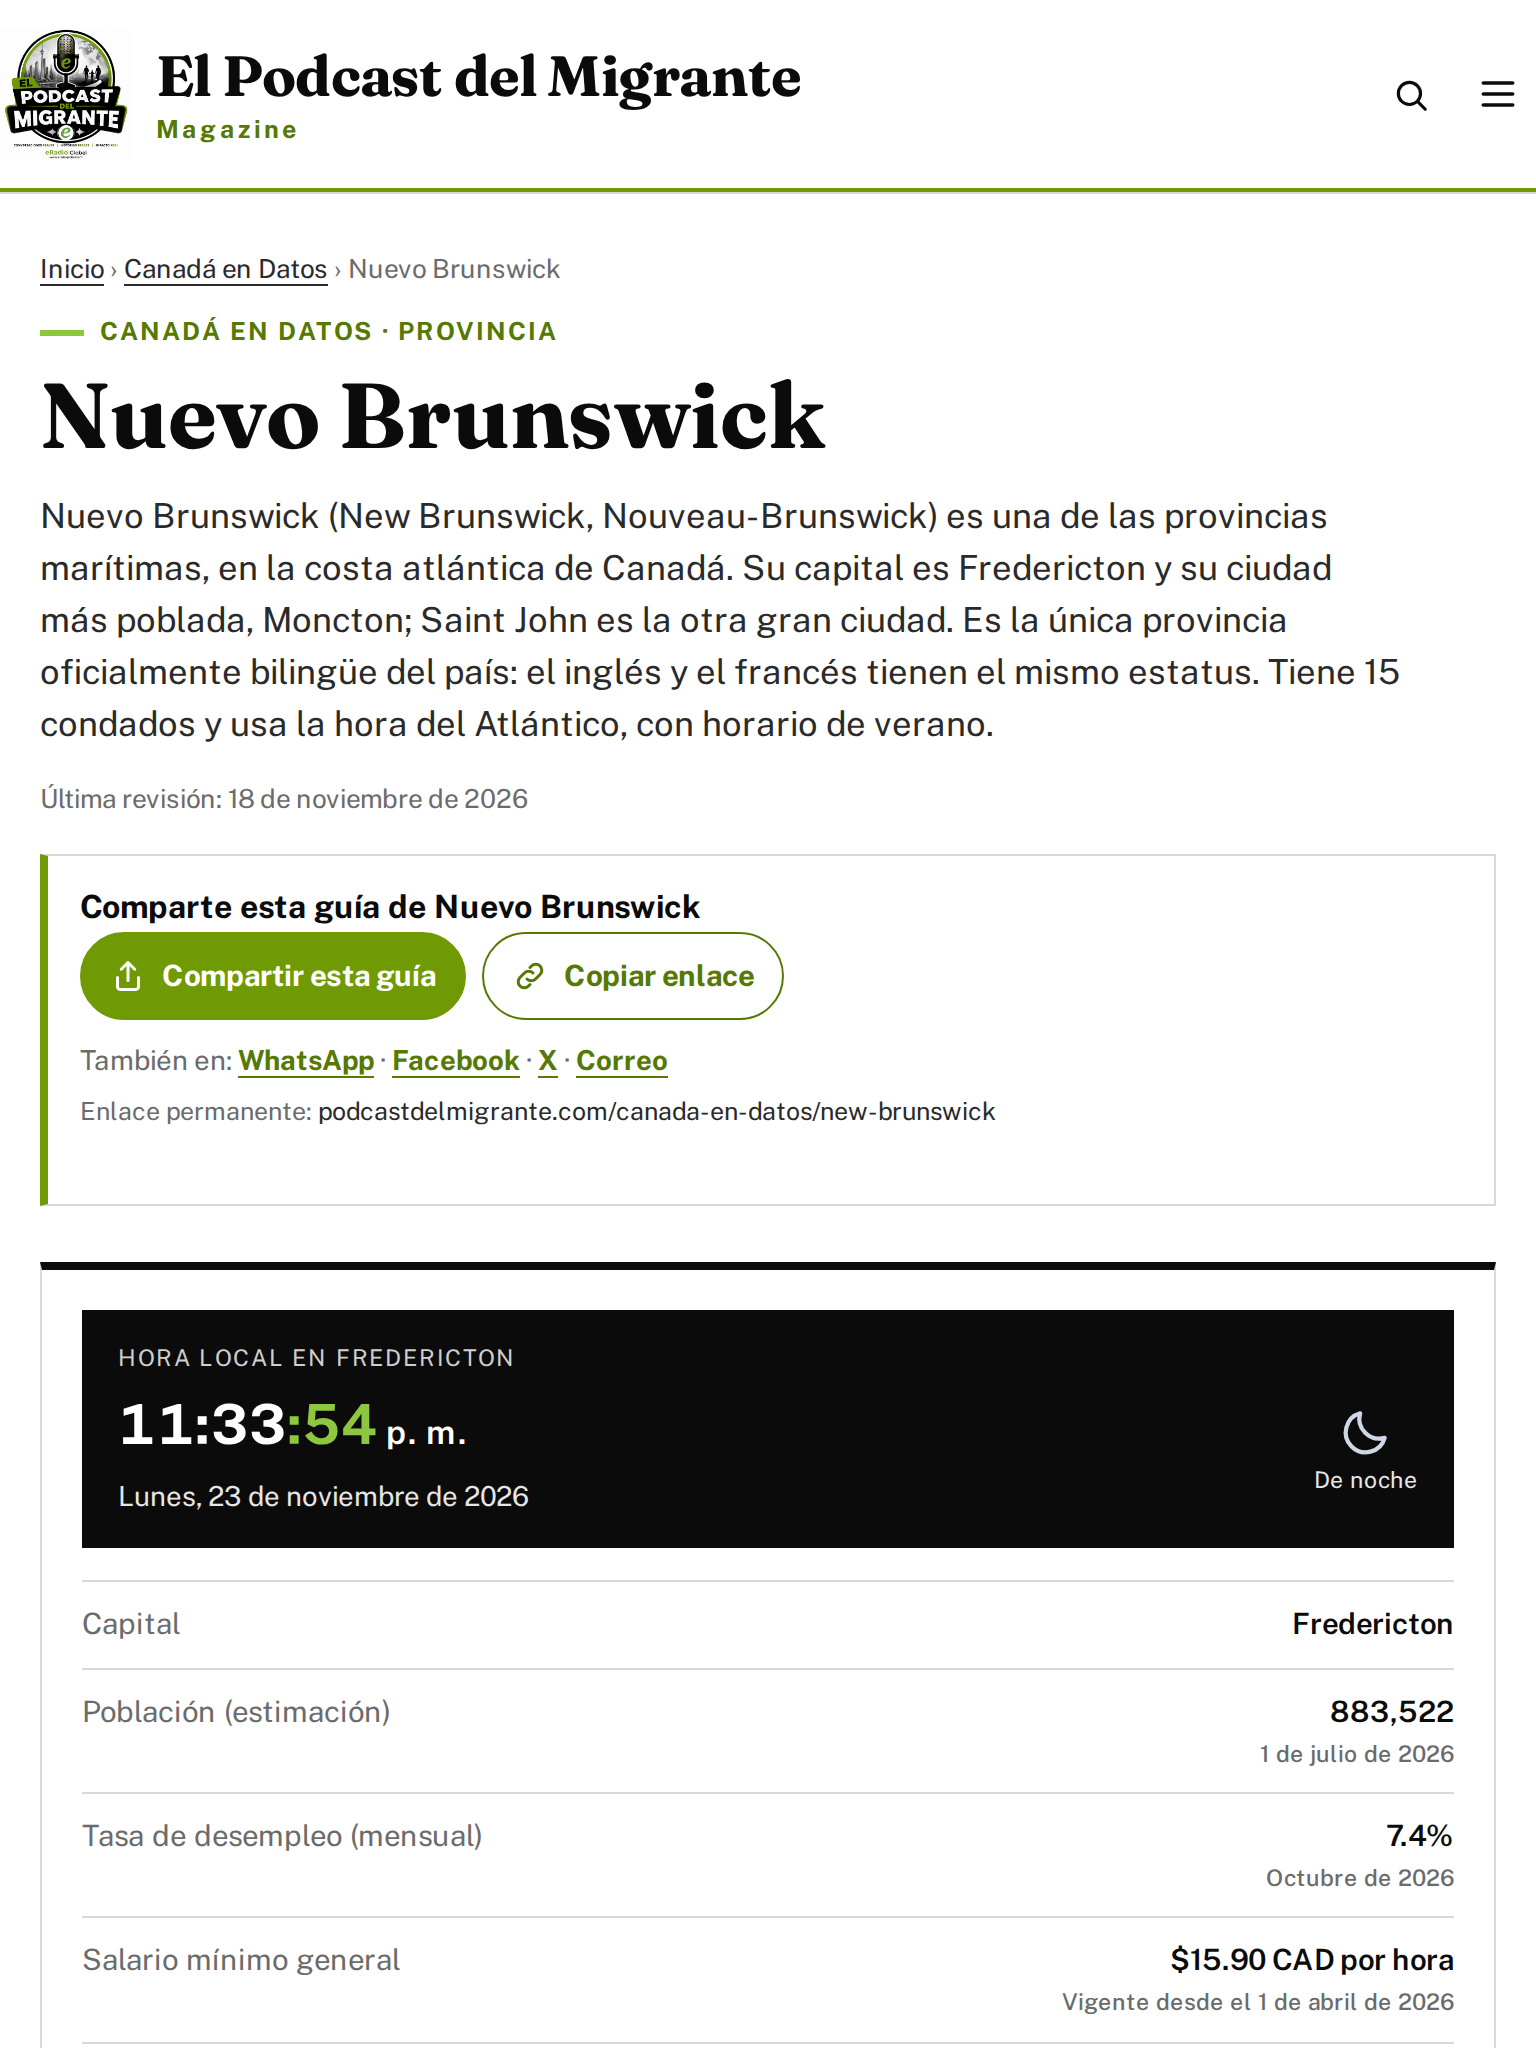 EL
PODCAST
DEL
MIGRANTE
eRadio Global
El Podcast del Migrante
Magazine
Inicio › Canadá en Datos › Nuevo Brunswick
CANADÁ EN DATOS · PROVINCIA
Nuevo Brunswick
Nuevo Brunswick (New Brunswick, Nouveau-Brunswick) es una de las provincias
marítimas, en la costa atlántica de Canadá. Su capital es Fredericton y su ciudad
más poblada, Moncton; Saint John es la otra gran ciudad. Es la única provincia
oficialmente bilingüe del país: el inglés y el francés tienen el mismo estatus. Tiene 15
condados y usa la hora del Atlántico, con horario de verano.
Última revisión: 18 de noviembre de 2026
Comparte esta guía de Nuevo Brunswick
Compartir esta guía
Copiar enlace
También en: WhatsApp · Facebook · X · Correo
Enlace permanente: podcastdelmigrante.com/canada-en-datos/new-brunswick
HORA LOCAL EN FREDERICTON
11:33:54 p. m.
De noche
Lunes, 23 de noviembre de 2026
Capital
Fredericton
Población (estimación)
883,522
1 de julio de 2026
Tasa de desempleo (mensual)
7.4%
Octubre de 2026
Salario mínimo general
$15.90 CAD por hora
Vigente desde el 1 de abril de 2026